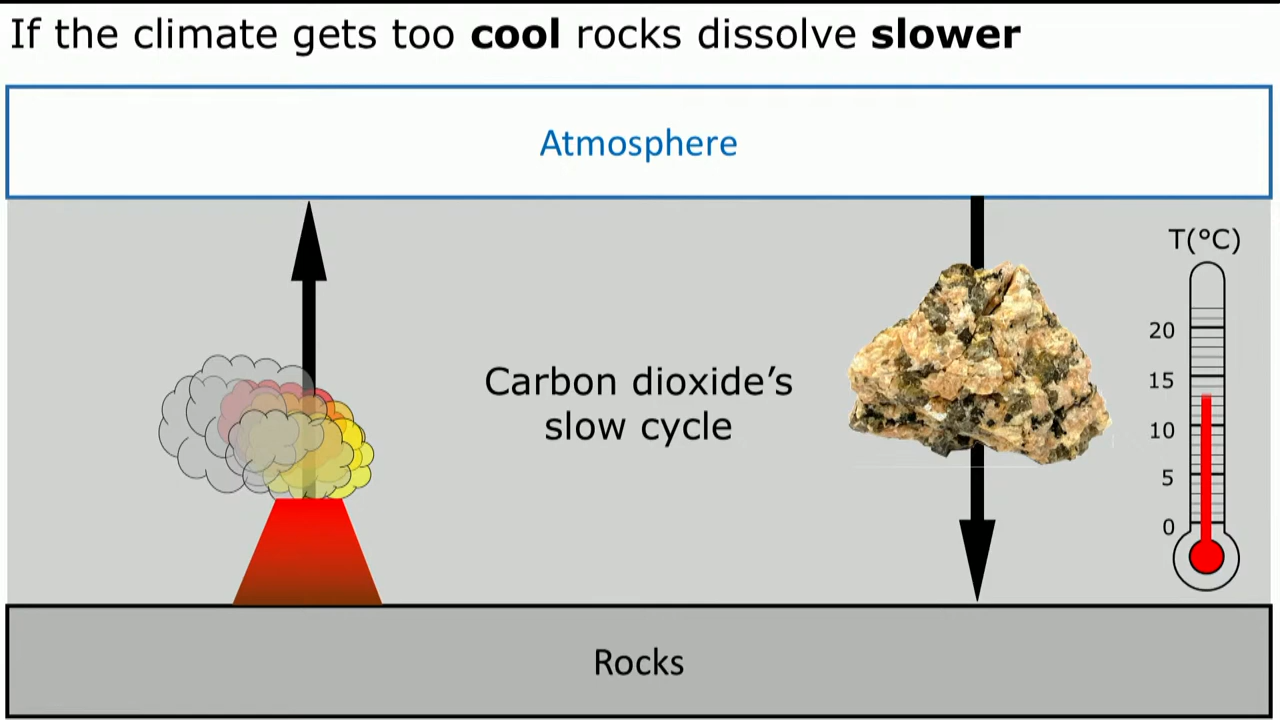 If the climate gets too cool rocks dissolve slower
Atmosphere
T(°C)
20
15
10
5
0
Carbon dioxide’s
slow cycle
Rocks